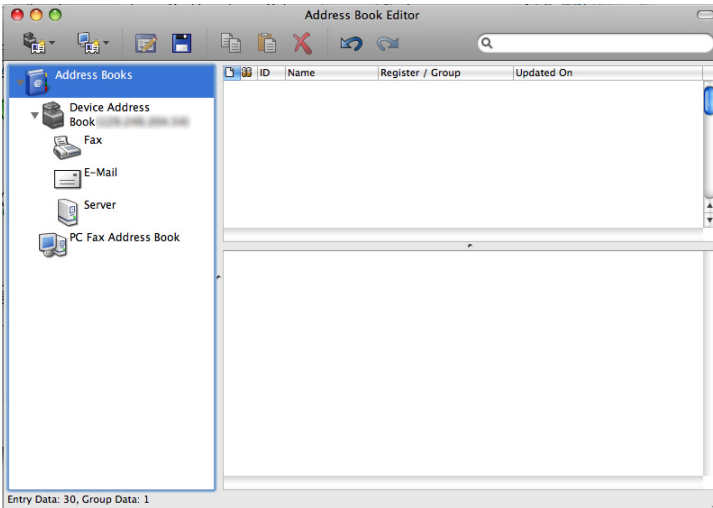 Address Book Editor
Address Books
Device Address
Book
Fax
E-Mail
Server
PC Fax Address Book
ID Name Register / Group Updated On
Entry Data: 30, Group Data: 1